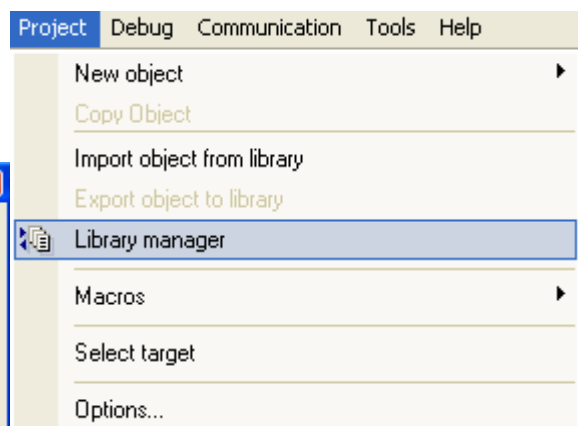 Project Debug Communication Tools Help
New object
Copy Object
Import object from library
Export object to library
Library manager
Macros
Select target
Options...